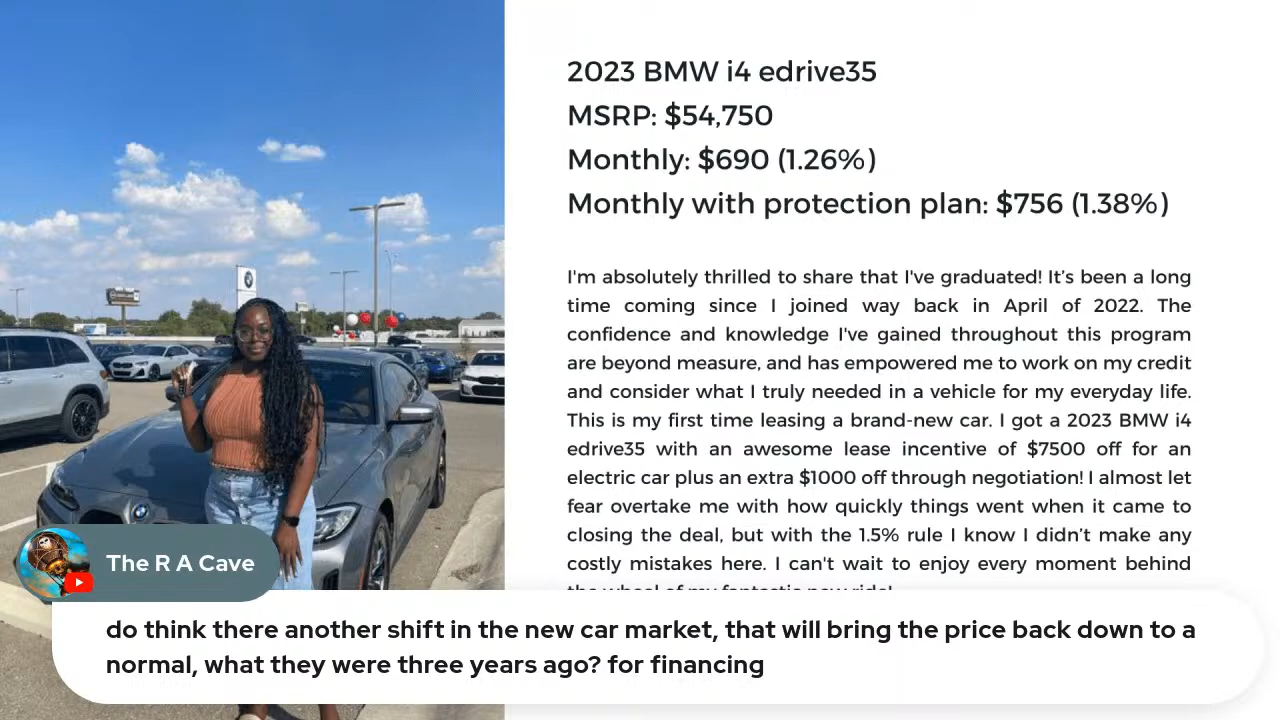 2023 BMW i4 edrive35
MSRP: $54,750
Monthly: $690 (1.26%)
Monthly with protection plan: $756 (1.38%)
I'm absolutely thrilled to share that I've graduated! It’s been a long
time coming since I joined way back in April of 2022. The
confidence and knowledge I've gained throughout this program
are beyond measure, and has empowered me to work on my credit
and consider what I truly needed in a vehicle for my everyday life.
This is my first time leasing a brand-new car. I got a 2023 BMW i4
edrive35 with an awesome lease incentive of $7500 off for an
electric car plus an extra $1000 off through negotiation! I almost let
fear overtake me with how quickly things went when it came to
closing the deal, but with the 1.5% rule I know I didn’t make any
costly mistakes here. I can't wait to enjoy every moment behind
the wheel of my fantastic new ride!
The R A Cave
do think there another shift in the new car market, that will bring the price back down to a
normal, what they were three years ago? for financing